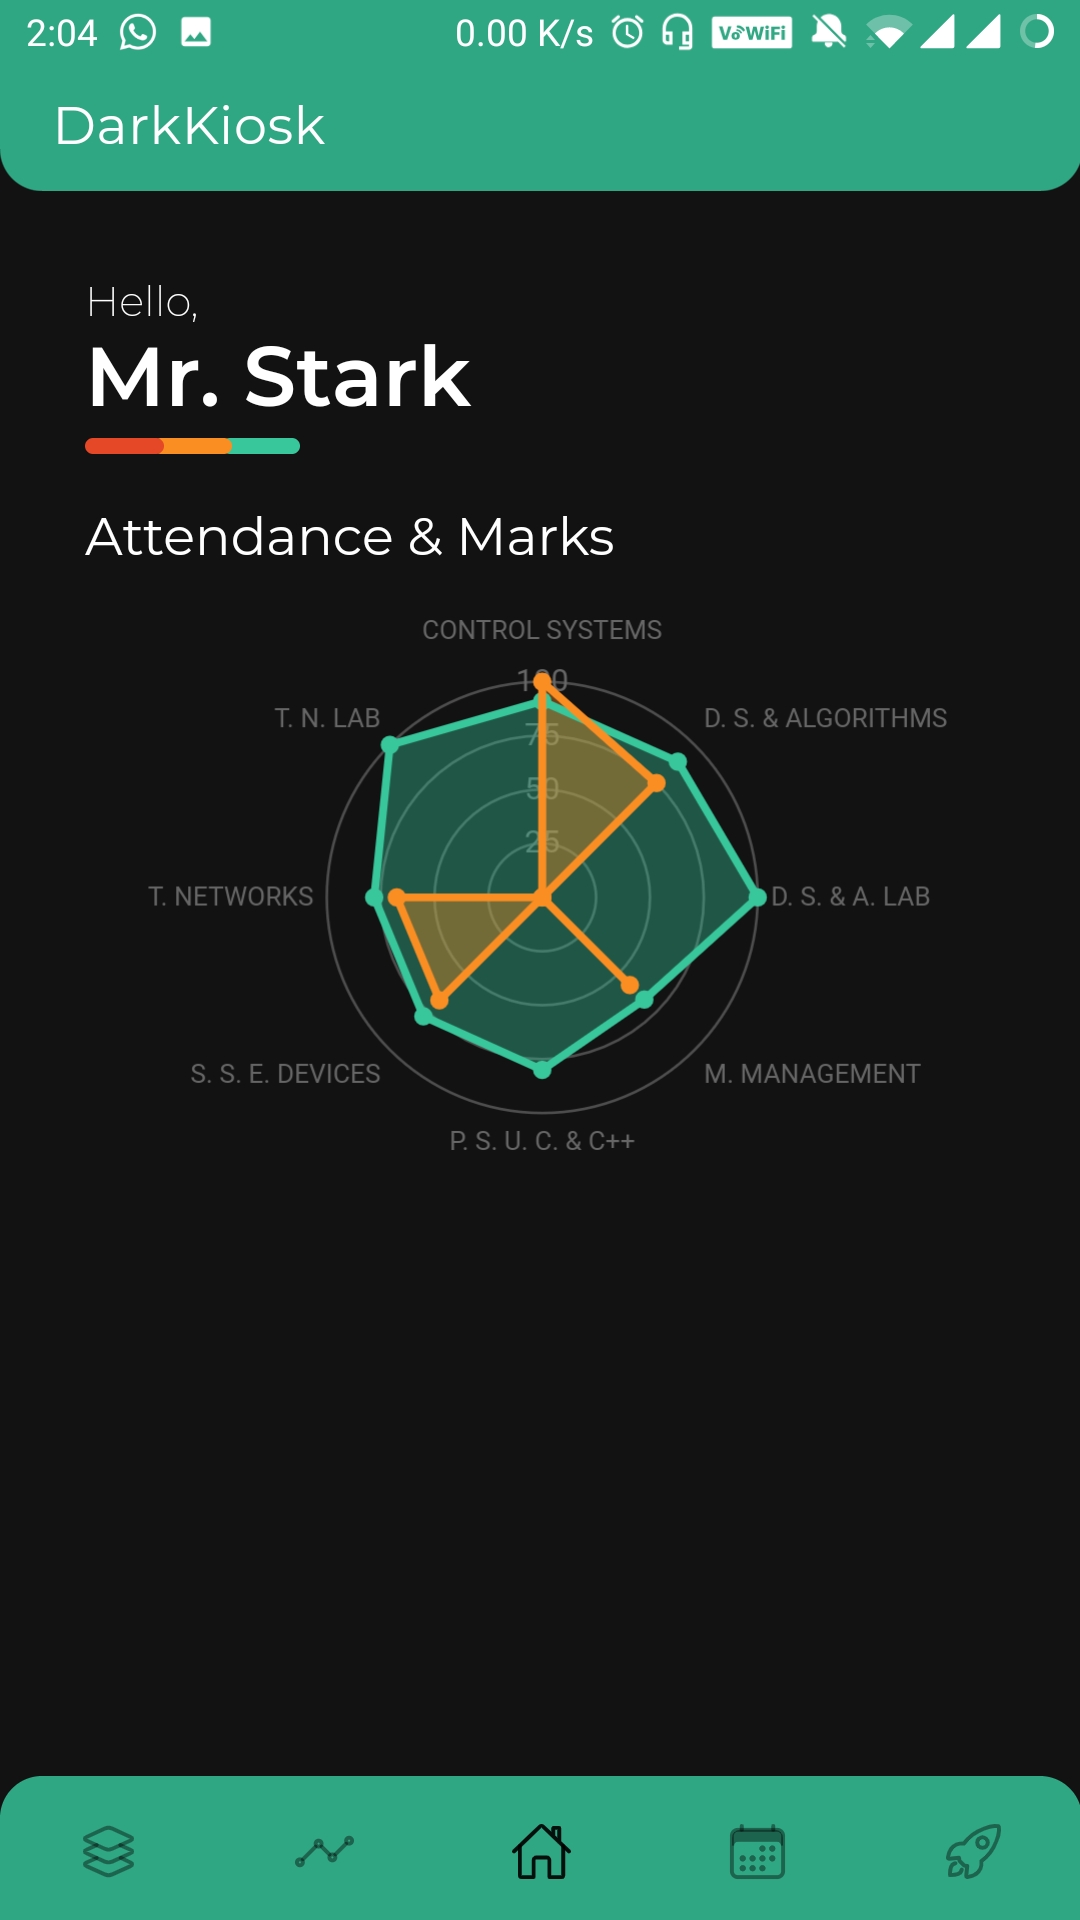 2:04 0.00 K/s VoWiFi
DarkKiosk
Hello,
Mr. Stark
Attendance & Marks
CONTROL SYSTEMS
100
T. N. LAB
D. S. & ALGORITHMS
75
50
25
T. NETWORKS
D. S. & A. LAB
S. S. E. DEVICES
M. MANAGEMENT
P. S. U. C. & C++